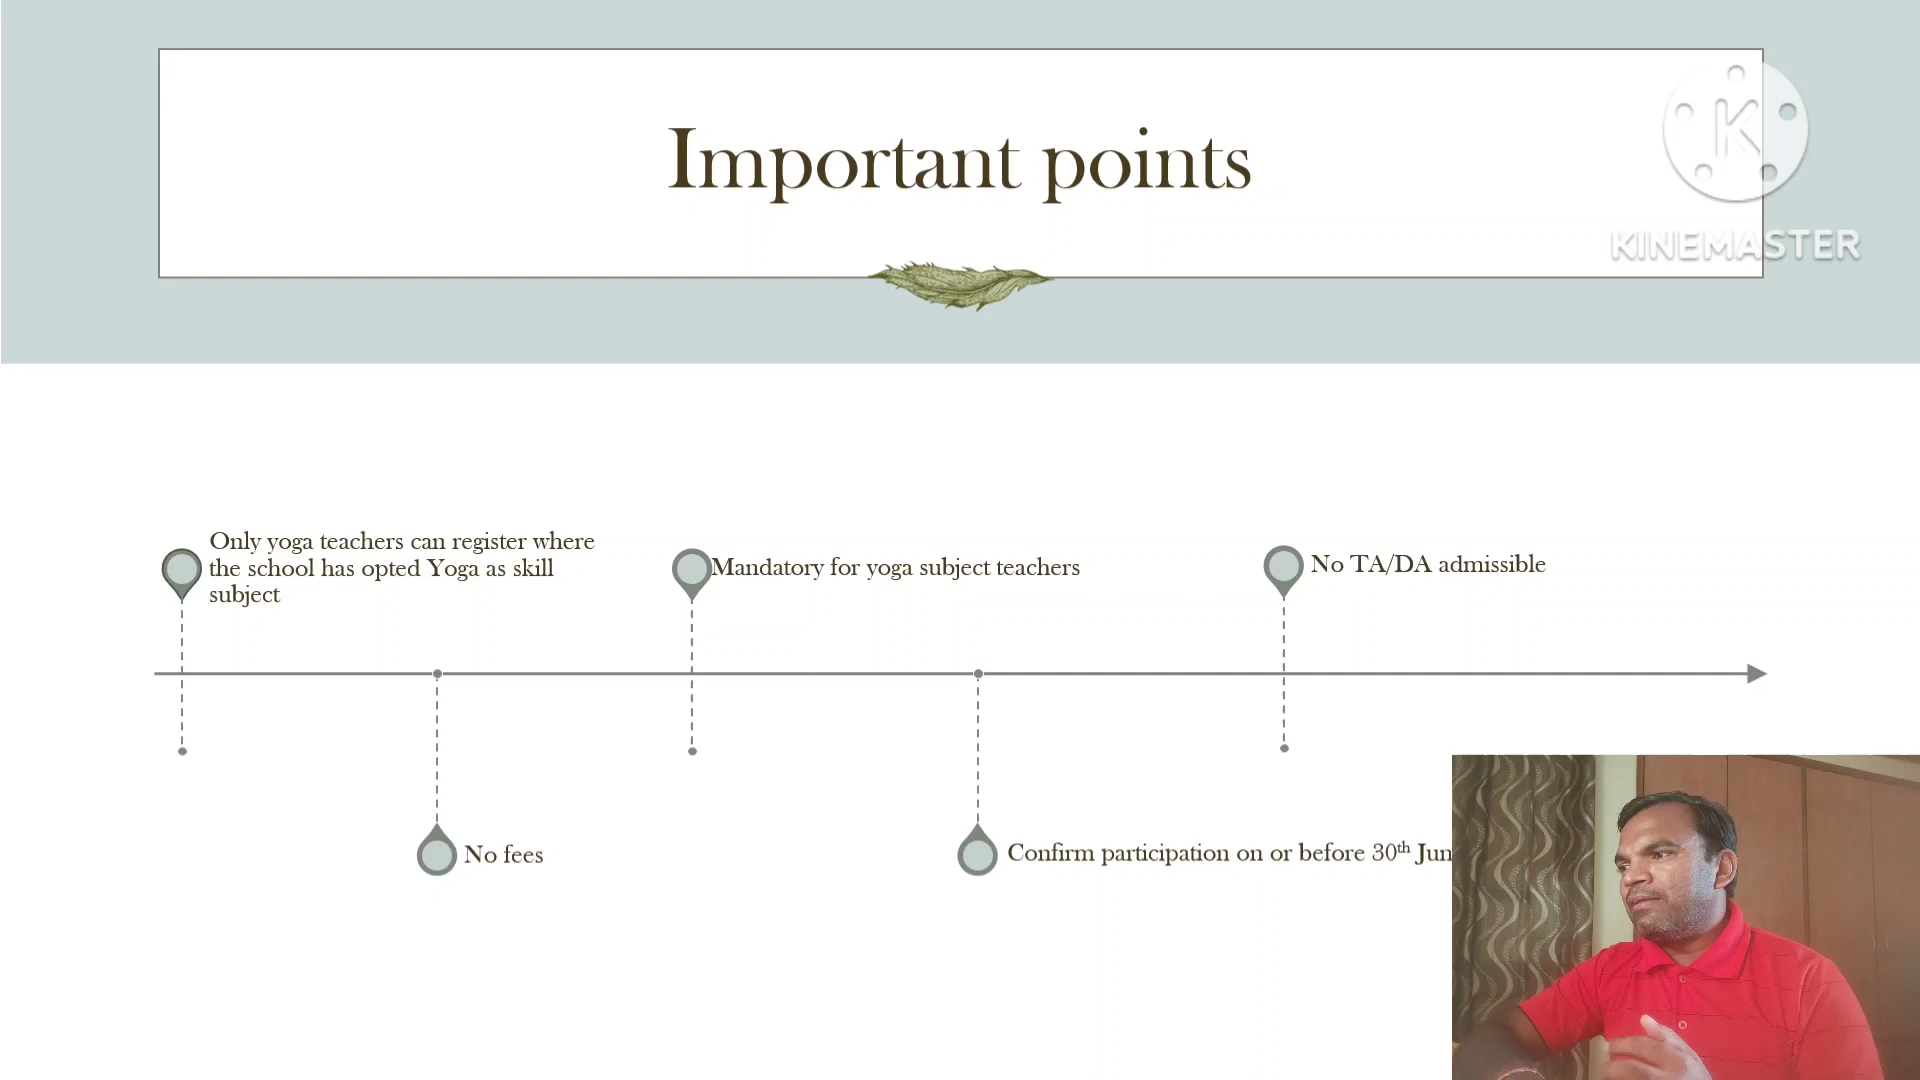 Important points
K
KINEMASTER
Only yoga teachers can register where
the school has opted Yoga as skill
subject
Mandatory for yoga subject teachers
No TA/DA admissible
No fees
Confirm participation on or before 30th Jun